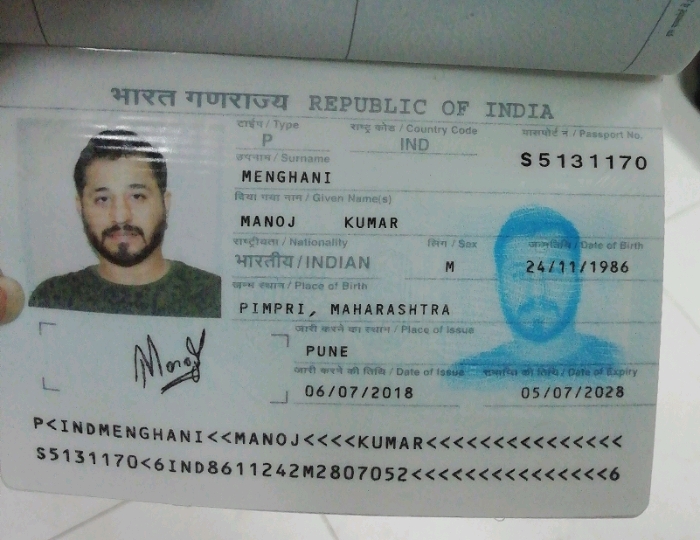 भारत गणराज्य REPUBLIC OF INDIA
टाईप / Type राष्ट्र कोड / Country Code पासपोर्ट नं / Passport No.
P IND S5131170
उपनाम / Surname
MENGHANI
दिया गया नाम / Given Name(s)
MANOJ KUMAR
राष्ट्रीयता / Nationality लिंग / Sex जन्मतिथि / Date of Birth
भारतीय / INDIAN M 24/11/1986
जन्म स्थान / Place of Birth
PIMPRI, MAHARASHTRA
जारी करने का स्थान / Place of Issue
PUNE
जारी करने की तिथि / Date of Issue समाप्ति की तिथि / Date of Expiry
06/07/2018 05/07/2028
Manoj
P<INDMENGHANI<<MANOJ<<<<KUMAR<<<<<<<<<<<<<<<
S5131170<6IND8611242M2807052<<<<<<<<<<<<<<<6